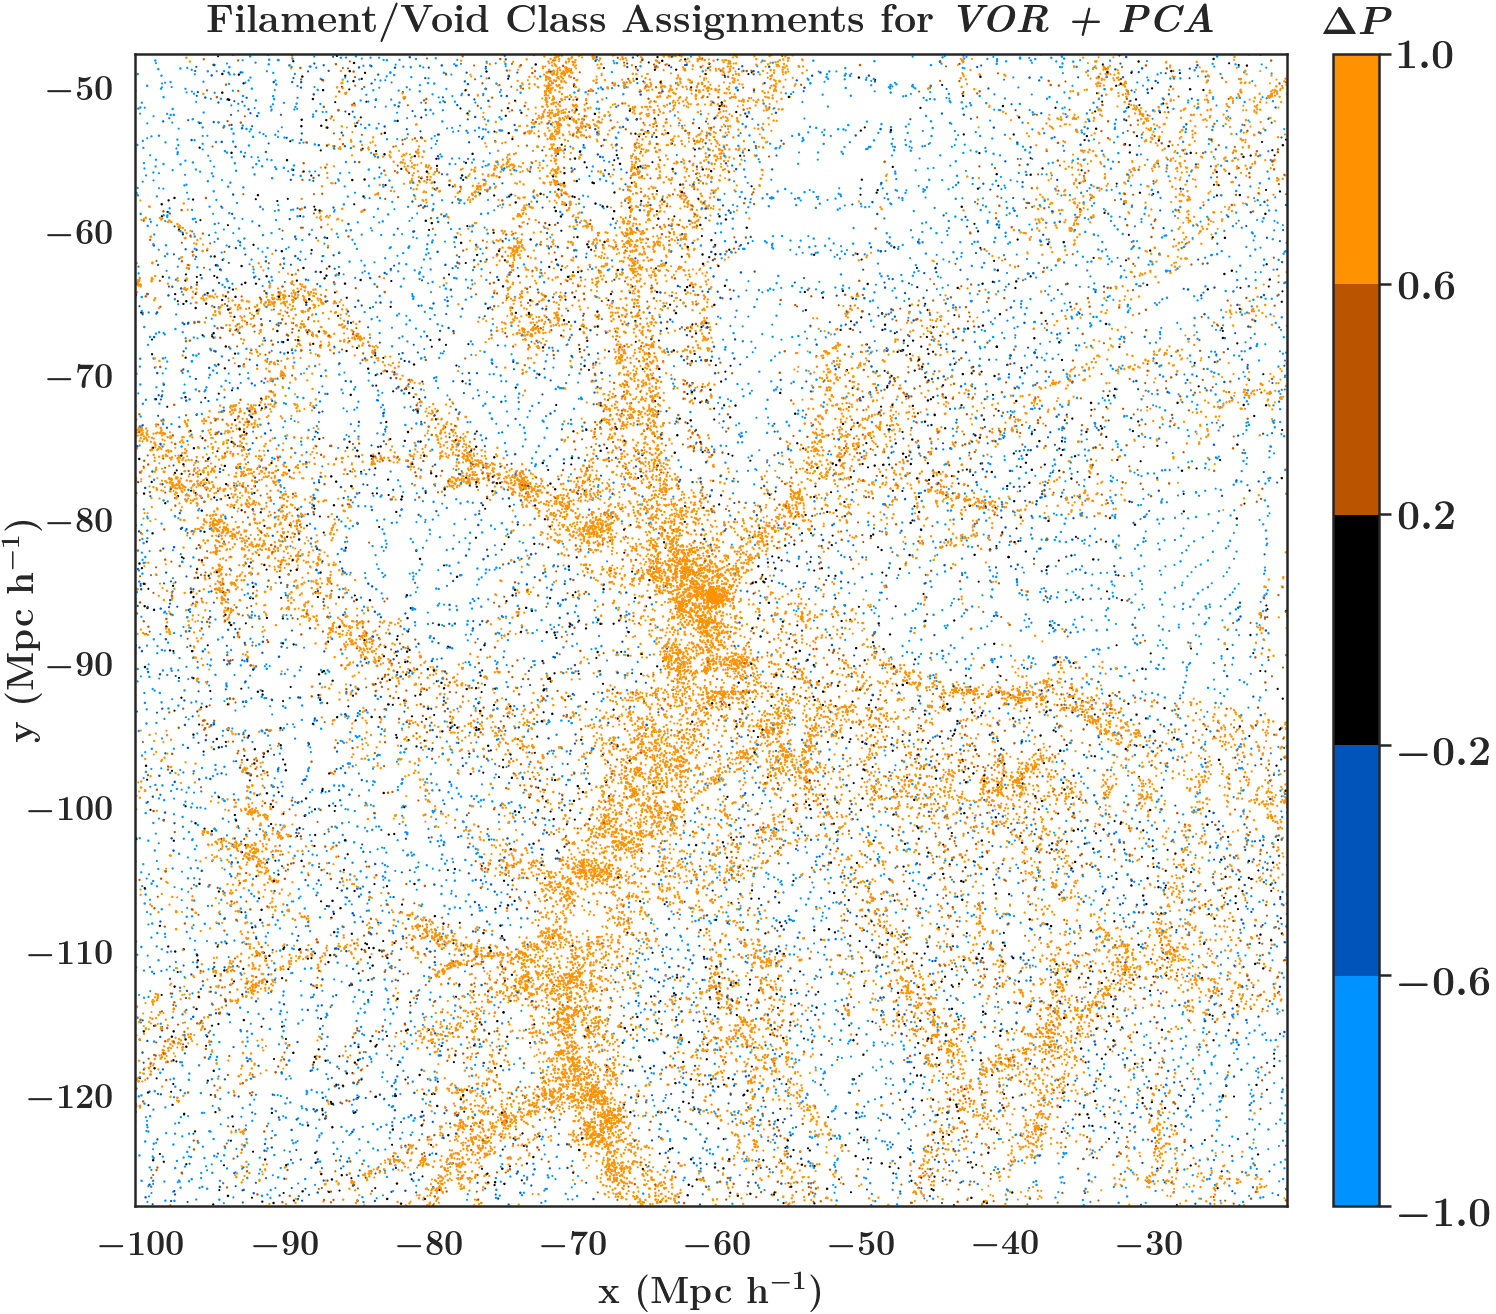 Filament/Void Class Assignments for VOR + PCA
ΔP
1.0
0.6
0.2
−0.2
−0.6
−1.0
y (Mpc h⁻¹)
−50
−60
−70
−80
−90
−100
−110
−120
−100 −90 −80 −70 −60 −50 −40 −30
x (Mpc h⁻¹)